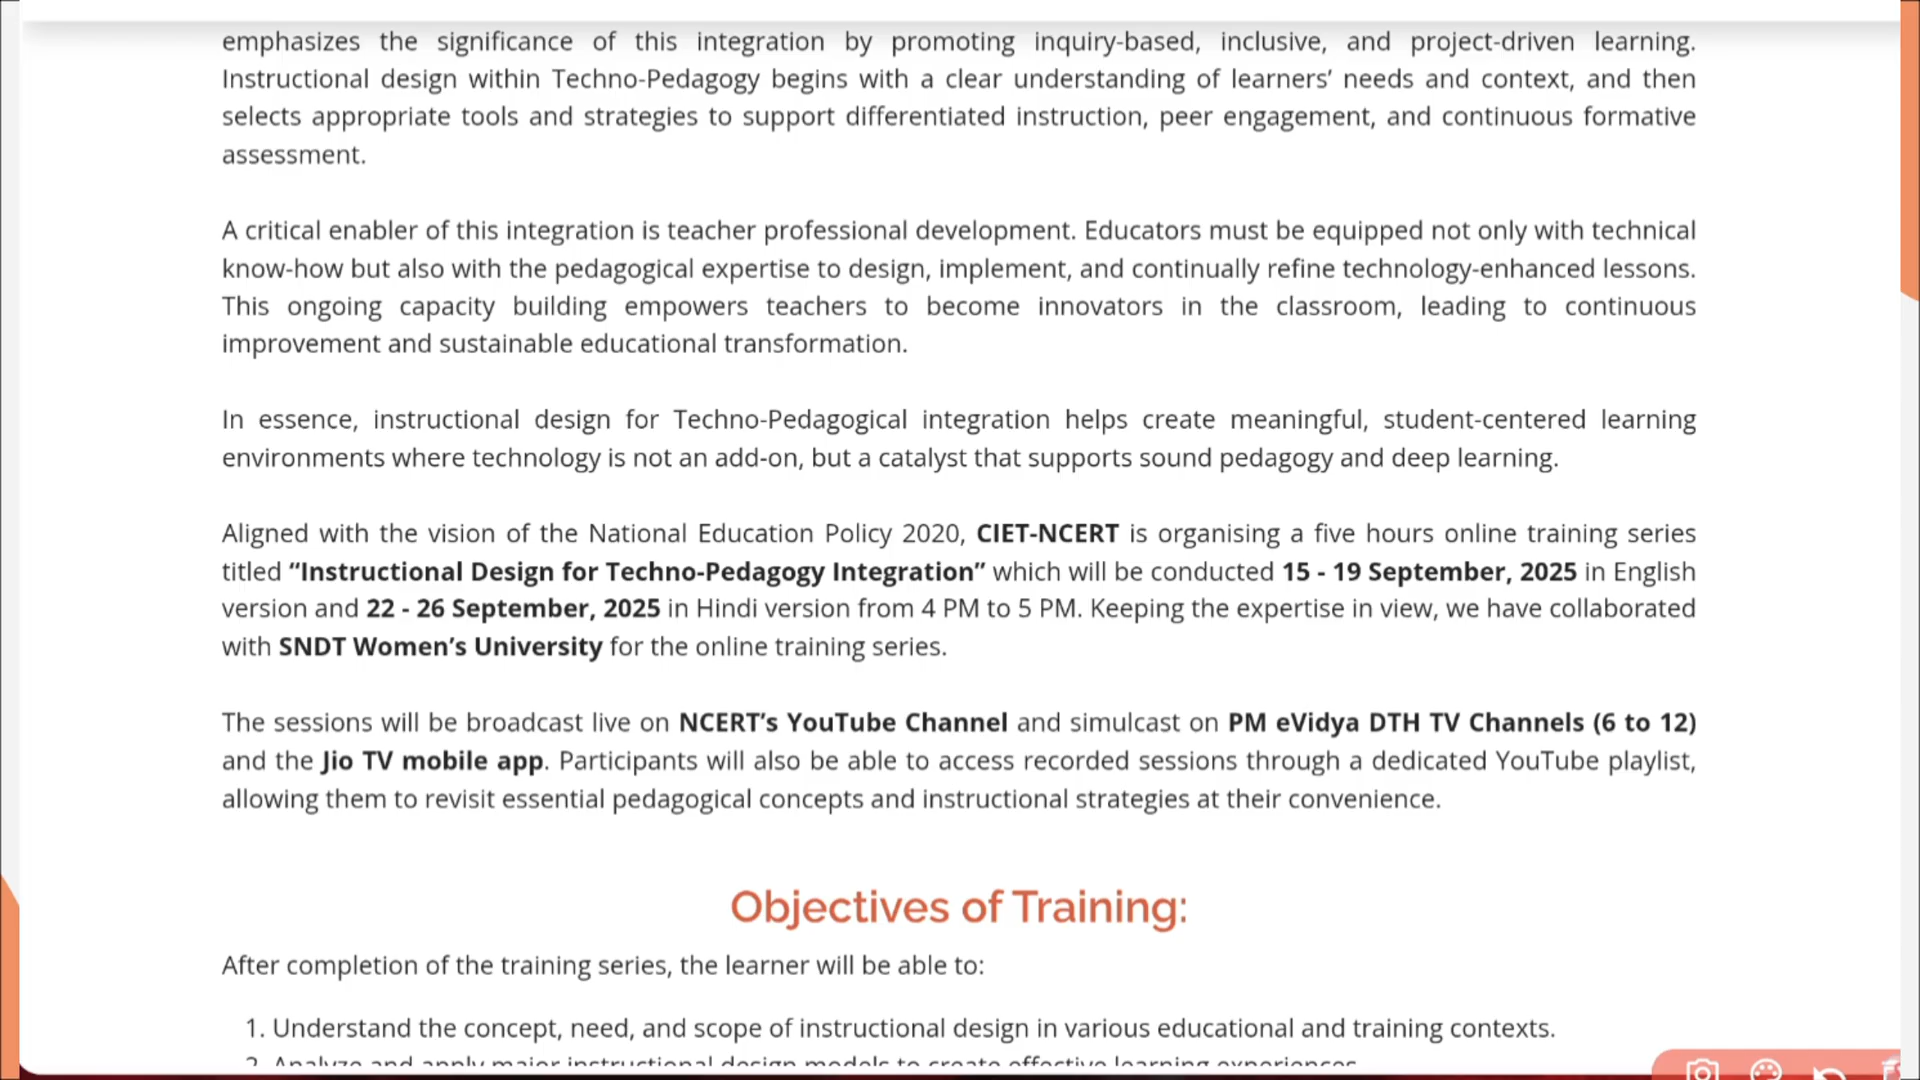 emphasizes the significance of this integration by promoting inquiry-based, inclusive, and project-driven learning.
Instructional design within Techno-Pedagogy begins with a clear understanding of learners’ needs and context, and then
selects appropriate tools and strategies to support differentiated instruction, peer engagement, and continuous formative
assessment.
A critical enabler of this integration is teacher professional development. Educators must be equipped not only with technical
know-how but also with the pedagogical expertise to design, implement, and continually refine technology-enhanced lessons.
This ongoing capacity building empowers teachers to become innovators in the classroom, leading to continuous
improvement and sustainable educational transformation.
In essence, instructional design for Techno-Pedagogical integration helps create meaningful, student-centered learning
environments where technology is not an add-on, but a catalyst that supports sound pedagogy and deep learning.
Aligned with the vision of the National Education Policy 2020, CIET-NCERT is organising a five hours online training series
titled “Instructional Design for Techno-Pedagogy Integration” which will be conducted 15 - 19 September, 2025 in English
version and 22 - 26 September, 2025 in Hindi version from 4 PM to 5 PM. Keeping the expertise in view, we have collaborated
with SNDT Women’s University for the online training series.
The sessions will be broadcast live on NCERT’s YouTube Channel and simulcast on PM eVidya DTH TV Channels (6 to 12)
and the Jio TV mobile app. Participants will also be able to access recorded sessions through a dedicated YouTube playlist,
allowing them to revisit essential pedagogical concepts and instructional strategies at their convenience.
Objectives of Training:
After completion of the training series, the learner will be able to:
1. Understand the concept, need, and scope of instructional design in various educational and training contexts.
2. Analyze and apply major instructional design models to create effective learning experiences.